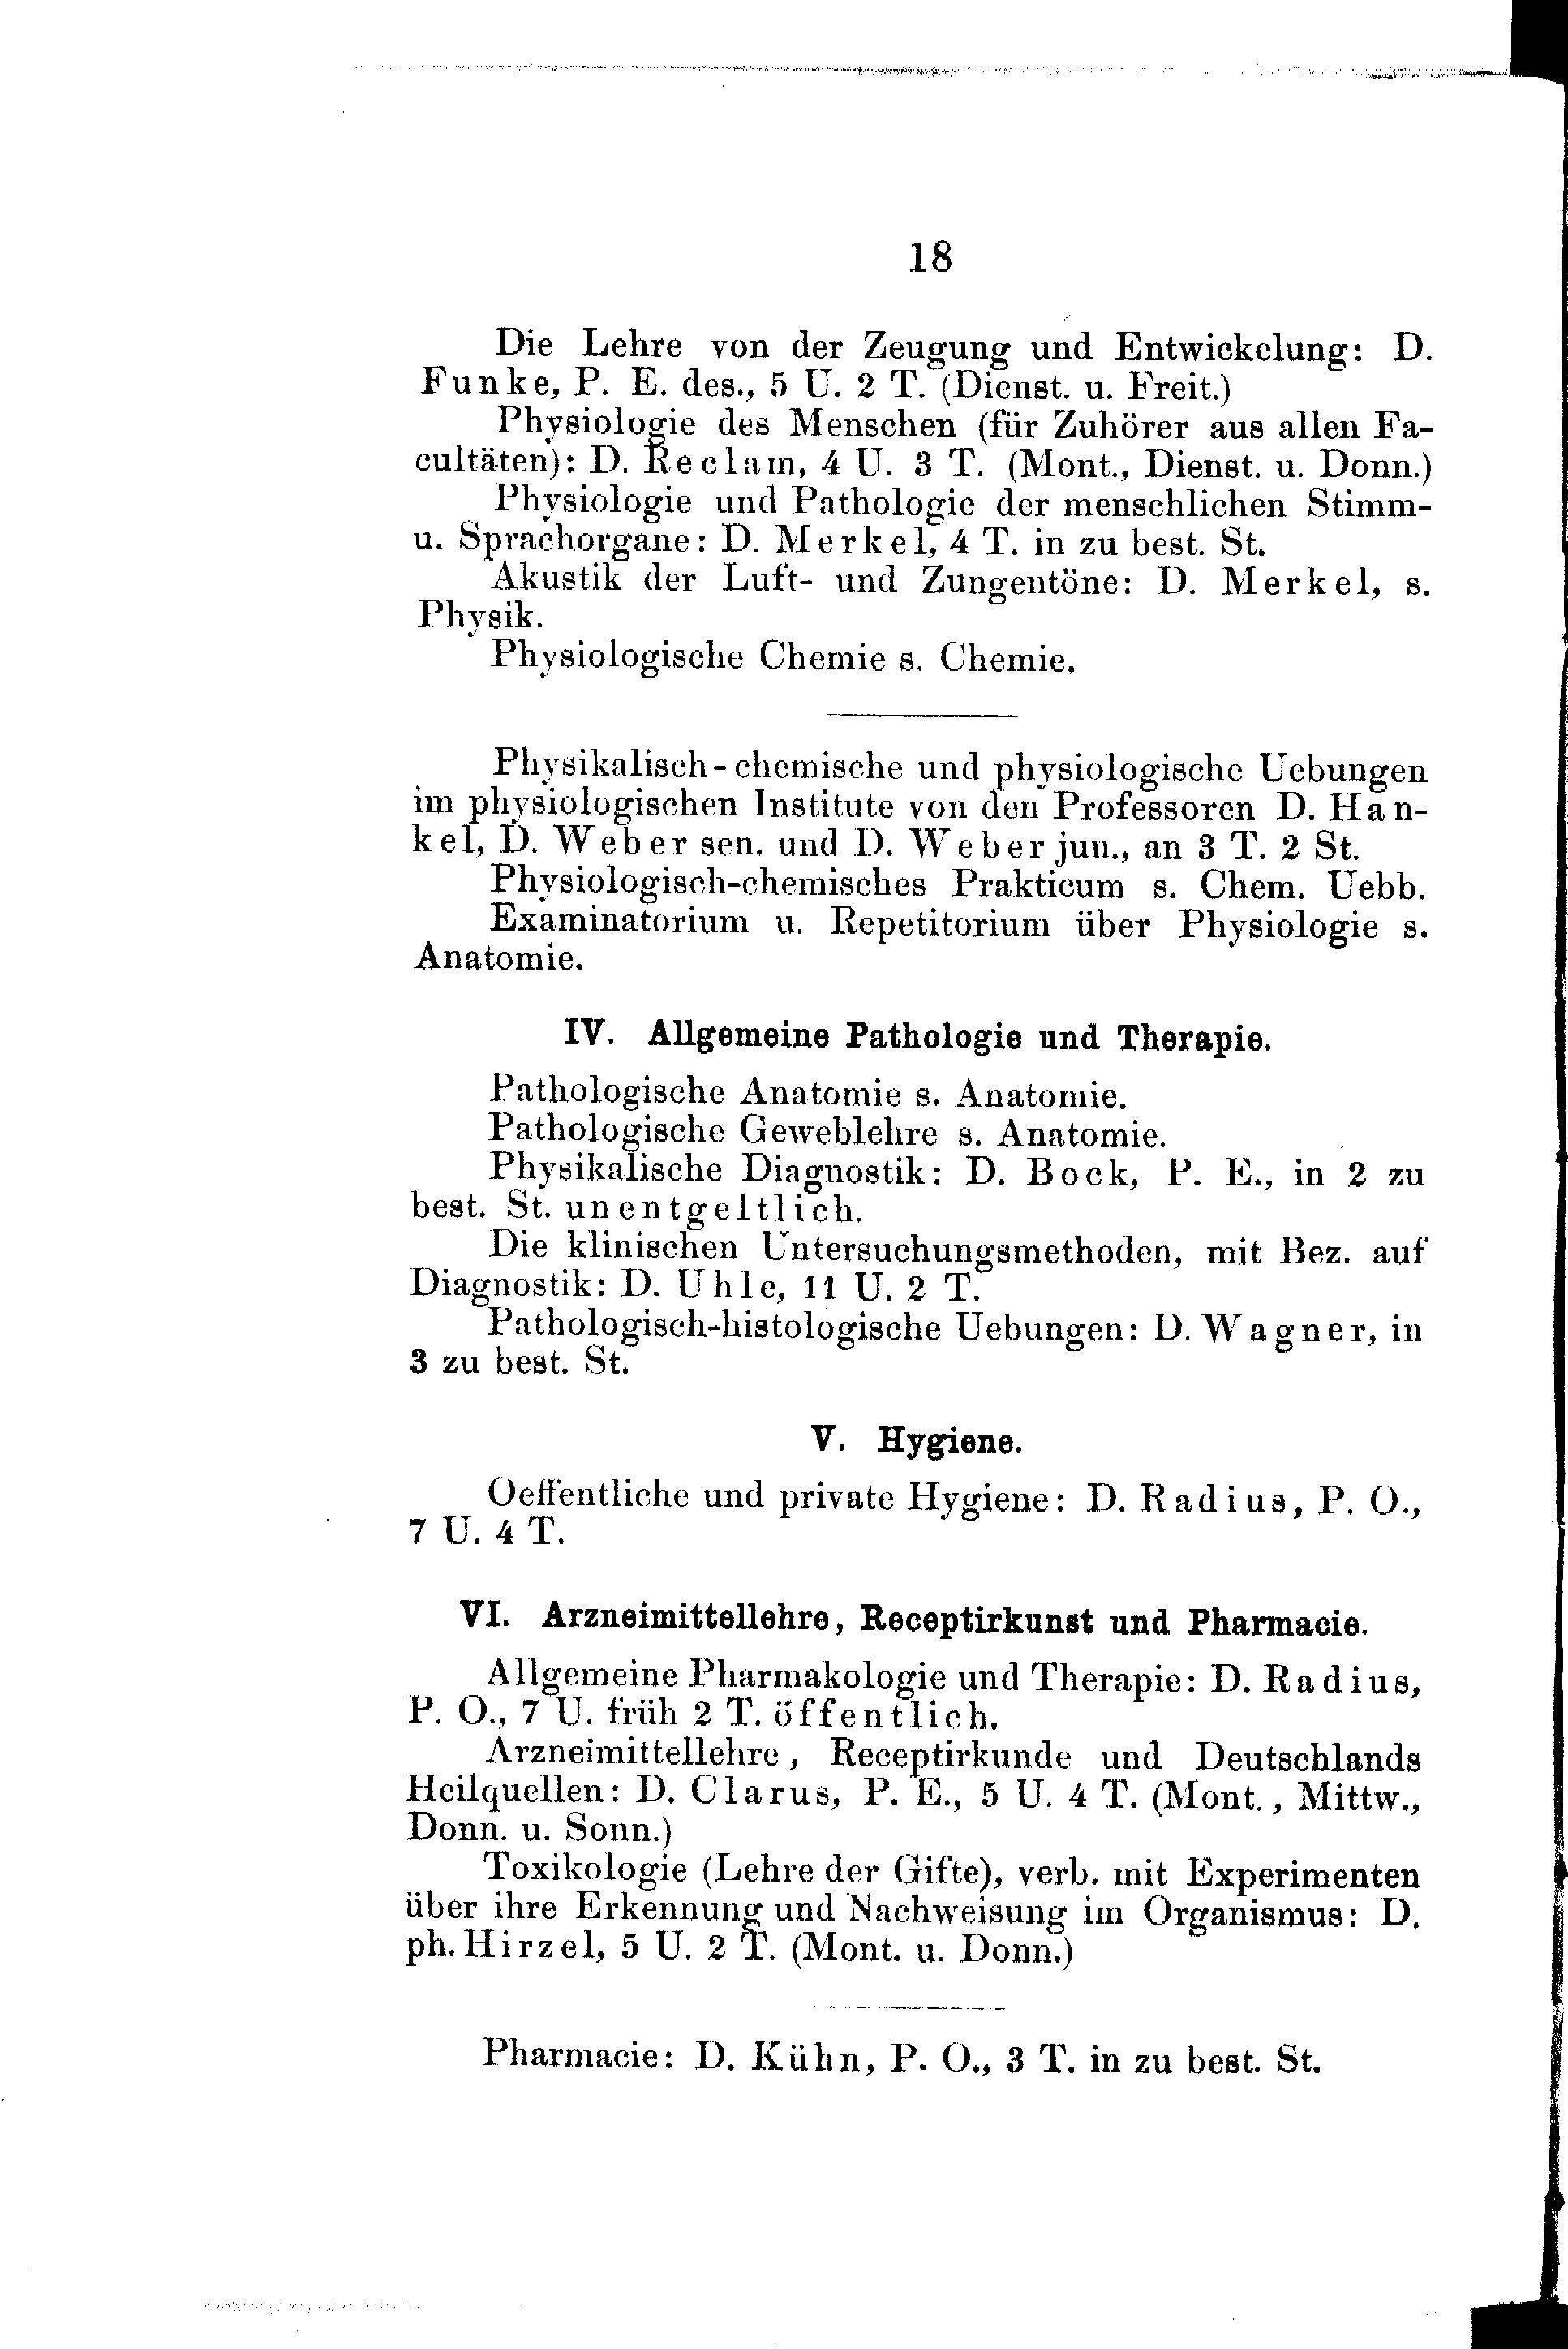 18
Die Lehre von der Zeugung und Entwickelung: D.
Funke, P. E. des., 5 U. 2 T. (Dienst. u. Freit.)
Physiologie des Menschen (für Zuhörer aus allen Fa-
cultäten): D. Reclam, 4 U. 3 T. (Mont., Dienst. u. Donn.)
Physiologie und Pathologie der menschlichen Stimm-
u. Sprachorgane: D. Merkel, 4 T. in zu best. St.
Akustik der Luft- und Zungentöne: D. Merkel, s.
Physik.
Physiologische Chemie s. Chemie.
Physikalisch-chemische und physiologische Uebungen
im physiologischen Institute von den Professoren D. Han-
kel, D. Weber sen. und D. Weber jun., an 3 T. 2 St.
Physiologisch-chemisches Prakticum s. Chem. Uebb.
Examinatorium u. Repetitorium über Physiologie s.
Anatomie.
IV. Allgemeine Pathologie und Therapie.
Pathologische Anatomie s. Anatomie.
Pathologische Geweblehre s. Anatomie.
Physikalische Diagnostik: D. Bock, P. E., in 2 zu
best. St. unentgeltlich.
Die klinischen Untersuchungsmethoden, mit Bez. auf
Diagnostik: D. Uhle, 11 U. 2 T.
Pathologisch-histologische Uebungen: D. Wagner, in
3 zu best. St.
V. Hygiene.
Oeffentliche und private Hygiene: D. Radius, P. O.,
7 U. 4 T.
VI. Arzneimittellehre, Receptirkunst und Pharmacie.
Allgemeine Pharmakologie und Therapie: D. Radius,
P. O., 7 U. früh 2 T. öffentlich.
Arzneimittellehre, Receptirkunde und Deutschlands
Heilquellen: D. Clarus, P. E., 5 U. 4 T. (Mont., Mittw.,
Donn. u. Sonn.)
Toxikologie (Lehre der Gifte), verb. mit Experimenten
über ihre Erkennung und Nachweisung im Organismus: D.
ph. Hirzel, 5 U. 2 T. (Mont. u. Donn.)
Pharmacie: D. Kühn, P. O., 3 T. in zu best. St.